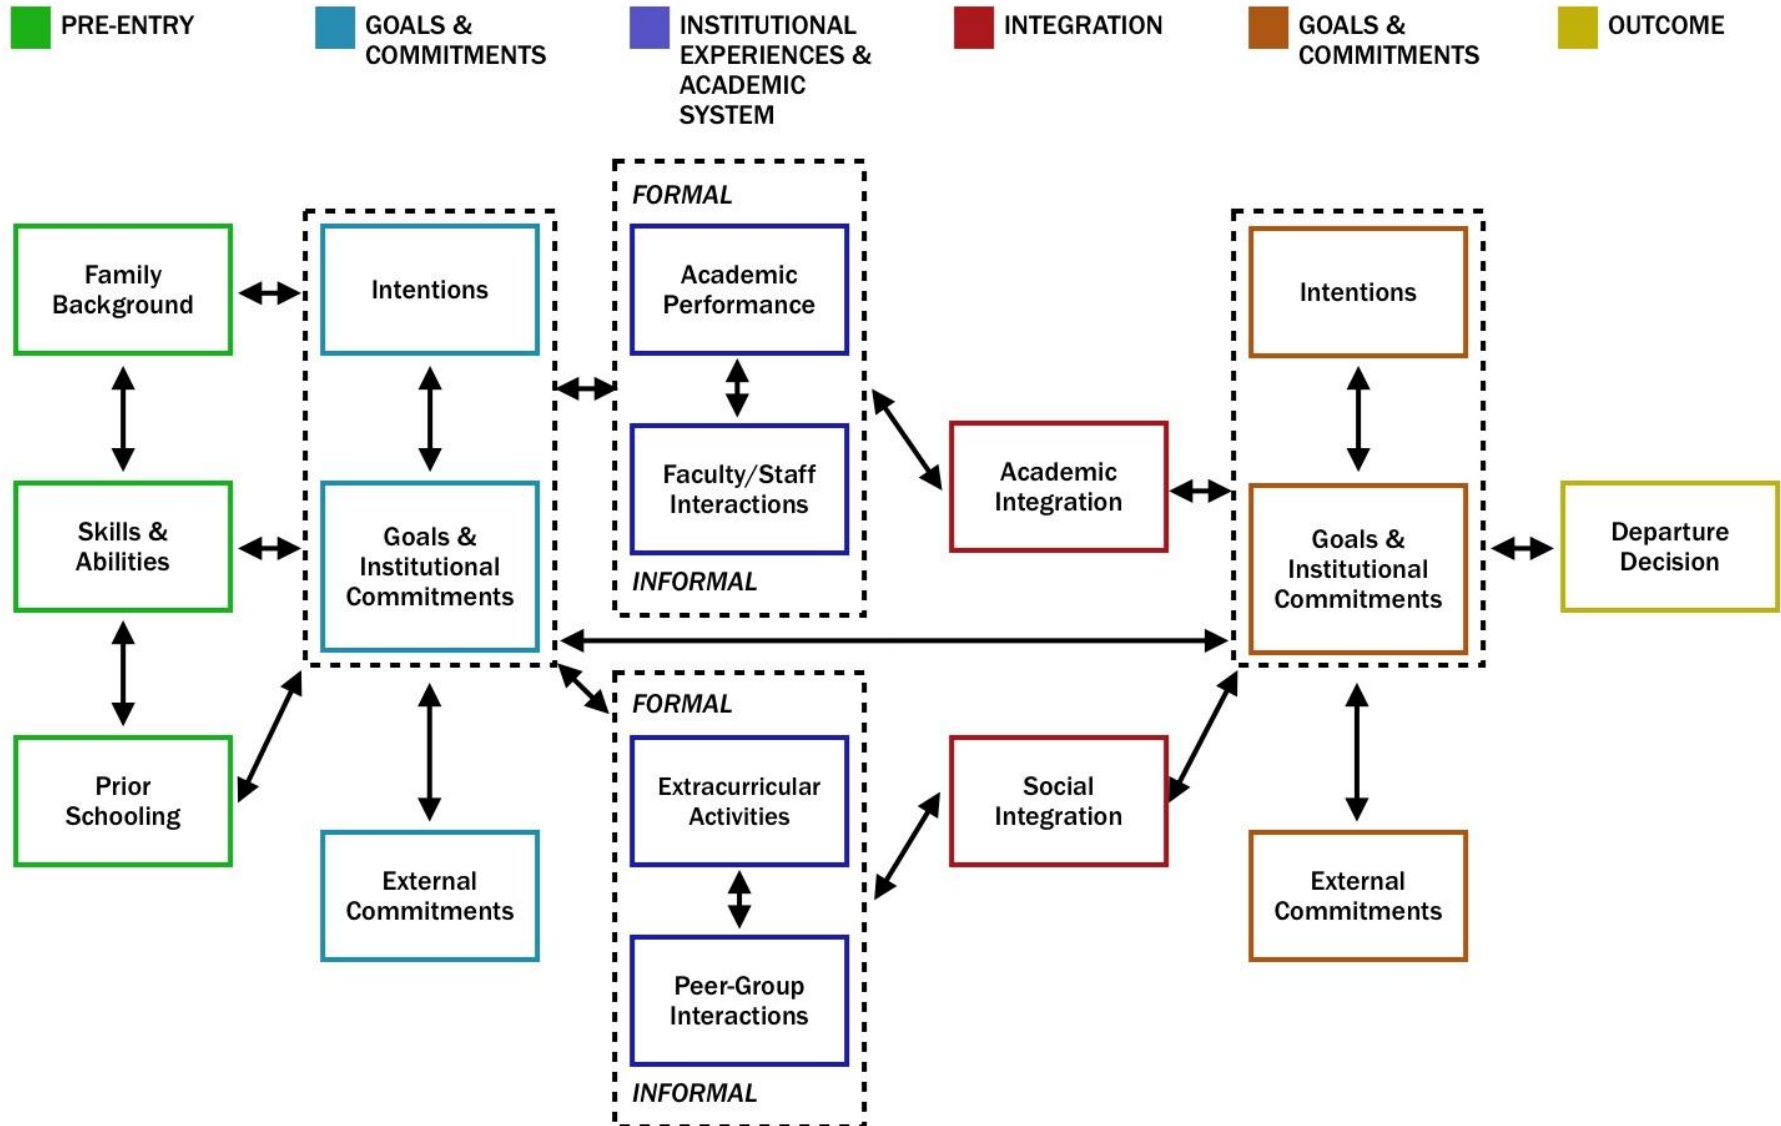 PRE-ENTRY
GOALS &
COMMITMENTS
INSTITUTIONAL
EXPERIENCES &
ACADEMIC
SYSTEM
INTEGRATION
GOALS &
COMMITMENTS
OUTCOME
Family
Background
Skills &
Abilities
Prior
Schooling
Intentions
Goals &
Institutional
Commitments
External
Commitments
FORMAL
Academic
Performance
Faculty/Staff
Interactions
INFORMAL
FORMAL
Extracurricular
Activities
Peer-Group
Interactions
INFORMAL
Academic
Integration
Social
Integration
Intentions
Goals &
Institutional
Commitments
External
Commitments
Departure
Decision